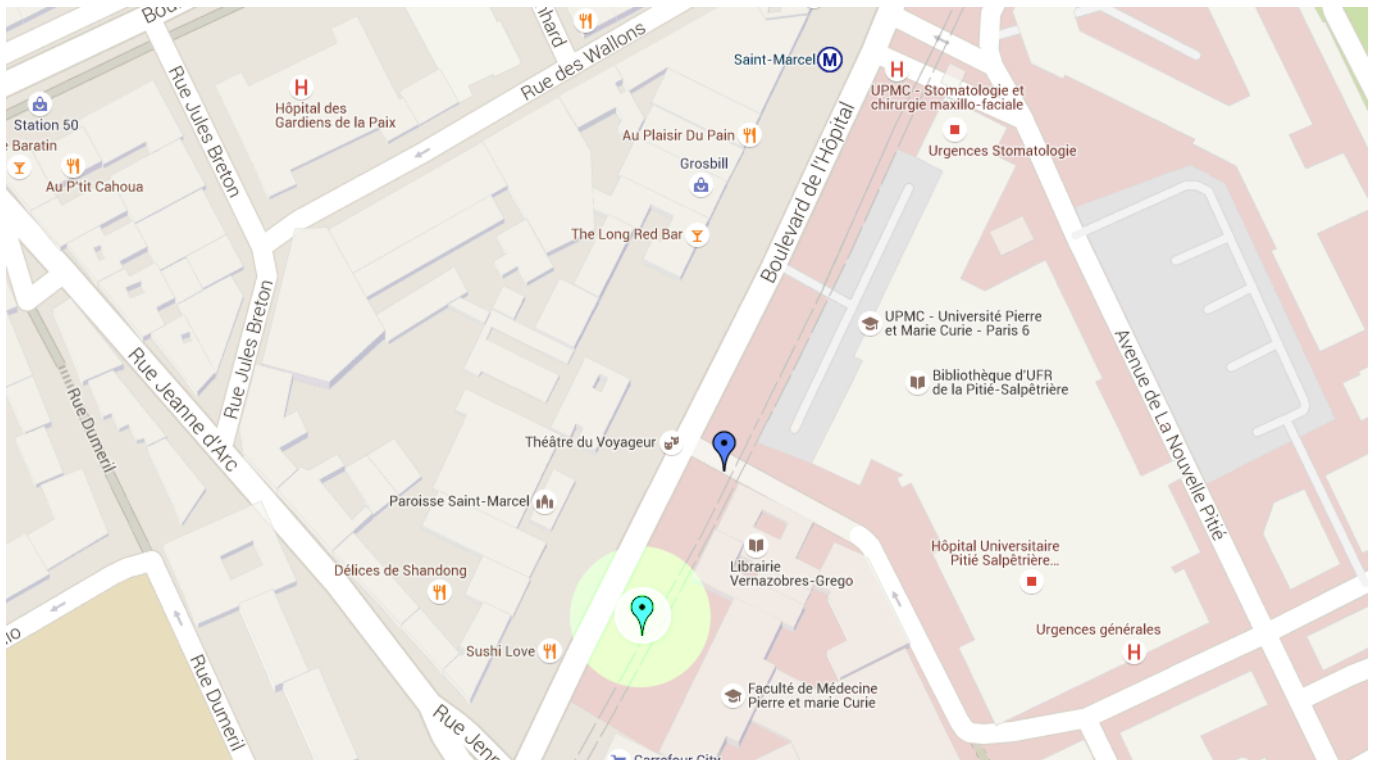 Bou
nhard
Rue des Wallons
Saint-Marcel M
Rue Jules Breton
H
Hôpital des
Gardiens de la Paix
Station 50
Baratin
Au P'tit Cahoua
Au Plaisir Du Pain
Grosbill
The Long Red Bar
Boulevard de l'Hôpital
H
UPMC - Stomatologie et
chirurgie maxillo-faciale
Urgences Stomatologie
UPMC - Université Pierre
et Marie Curie - Paris 6
Bibliothèque d'UFR
de la Pitié-Salpêtrière
Avenue de La Nouvelle Pitié
Rue Jules Breton
Rue Jeanne d'Arc
Rue Dumeril
Théâtre du Voyageur
Paroisse Saint-Marcel
Délices de Shandong
Librairie
Vernazobres-Grego
Hôpital Universitaire
Pitié Salpêtrière...
Urgences générales
H
Sushi Love
Faculté de Médecine
Pierre et marie Curie
llo
Rue Dumeril
Rue Jenn
Carrefour City